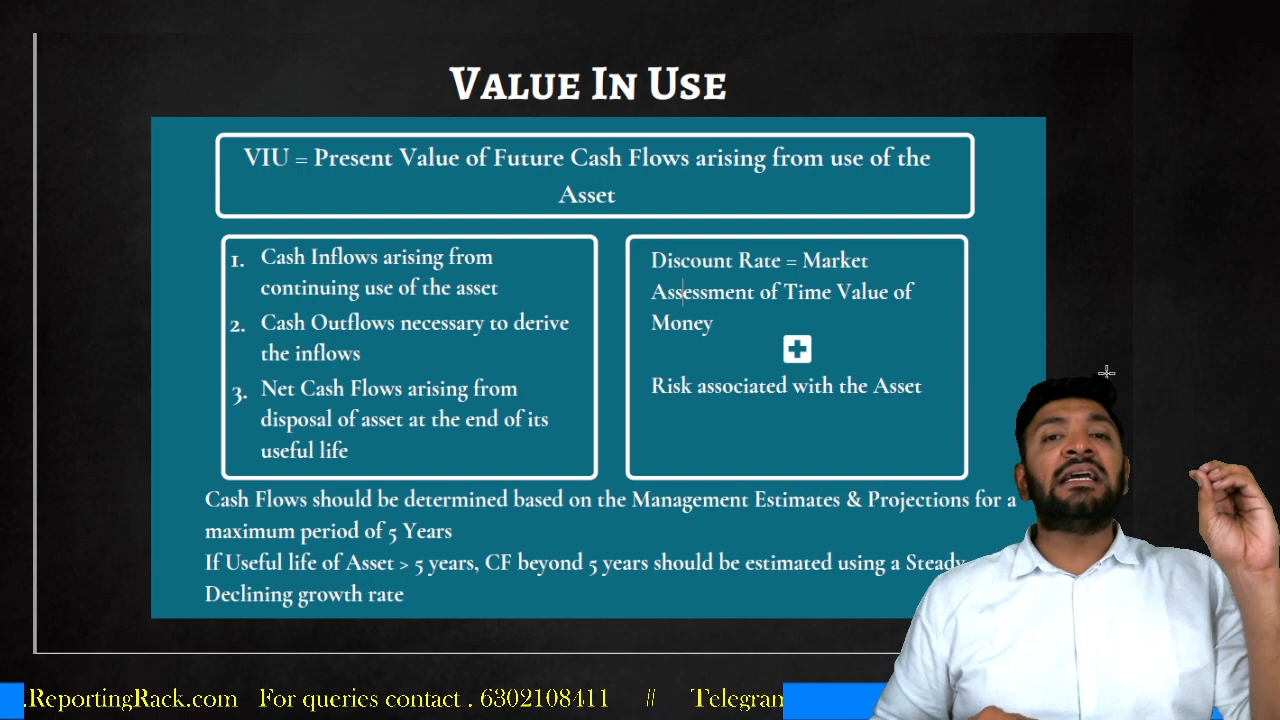 VALUE IN USE
VIU = Present Value of Future Cash Flows arising from use of the
Asset
1. Cash Inflows arising from
continuing use of the asset
2. Cash Outflows necessary to derive
the inflows
3. Net Cash Flows arising from
disposal of asset at the end of its
useful life
Discount Rate = Market
Assessment of Time Value of
Money
Risk associated with the Asset
Cash Flows should be determined based on the Management Estimates & Projections for a
maximum period of 5 Years
If Useful life of Asset > 5 years, CF beyond 5 years should be estimated using a Steady
Declining growth rate
.ReportingRack.com For queries contact . 6302108411 # Telegran